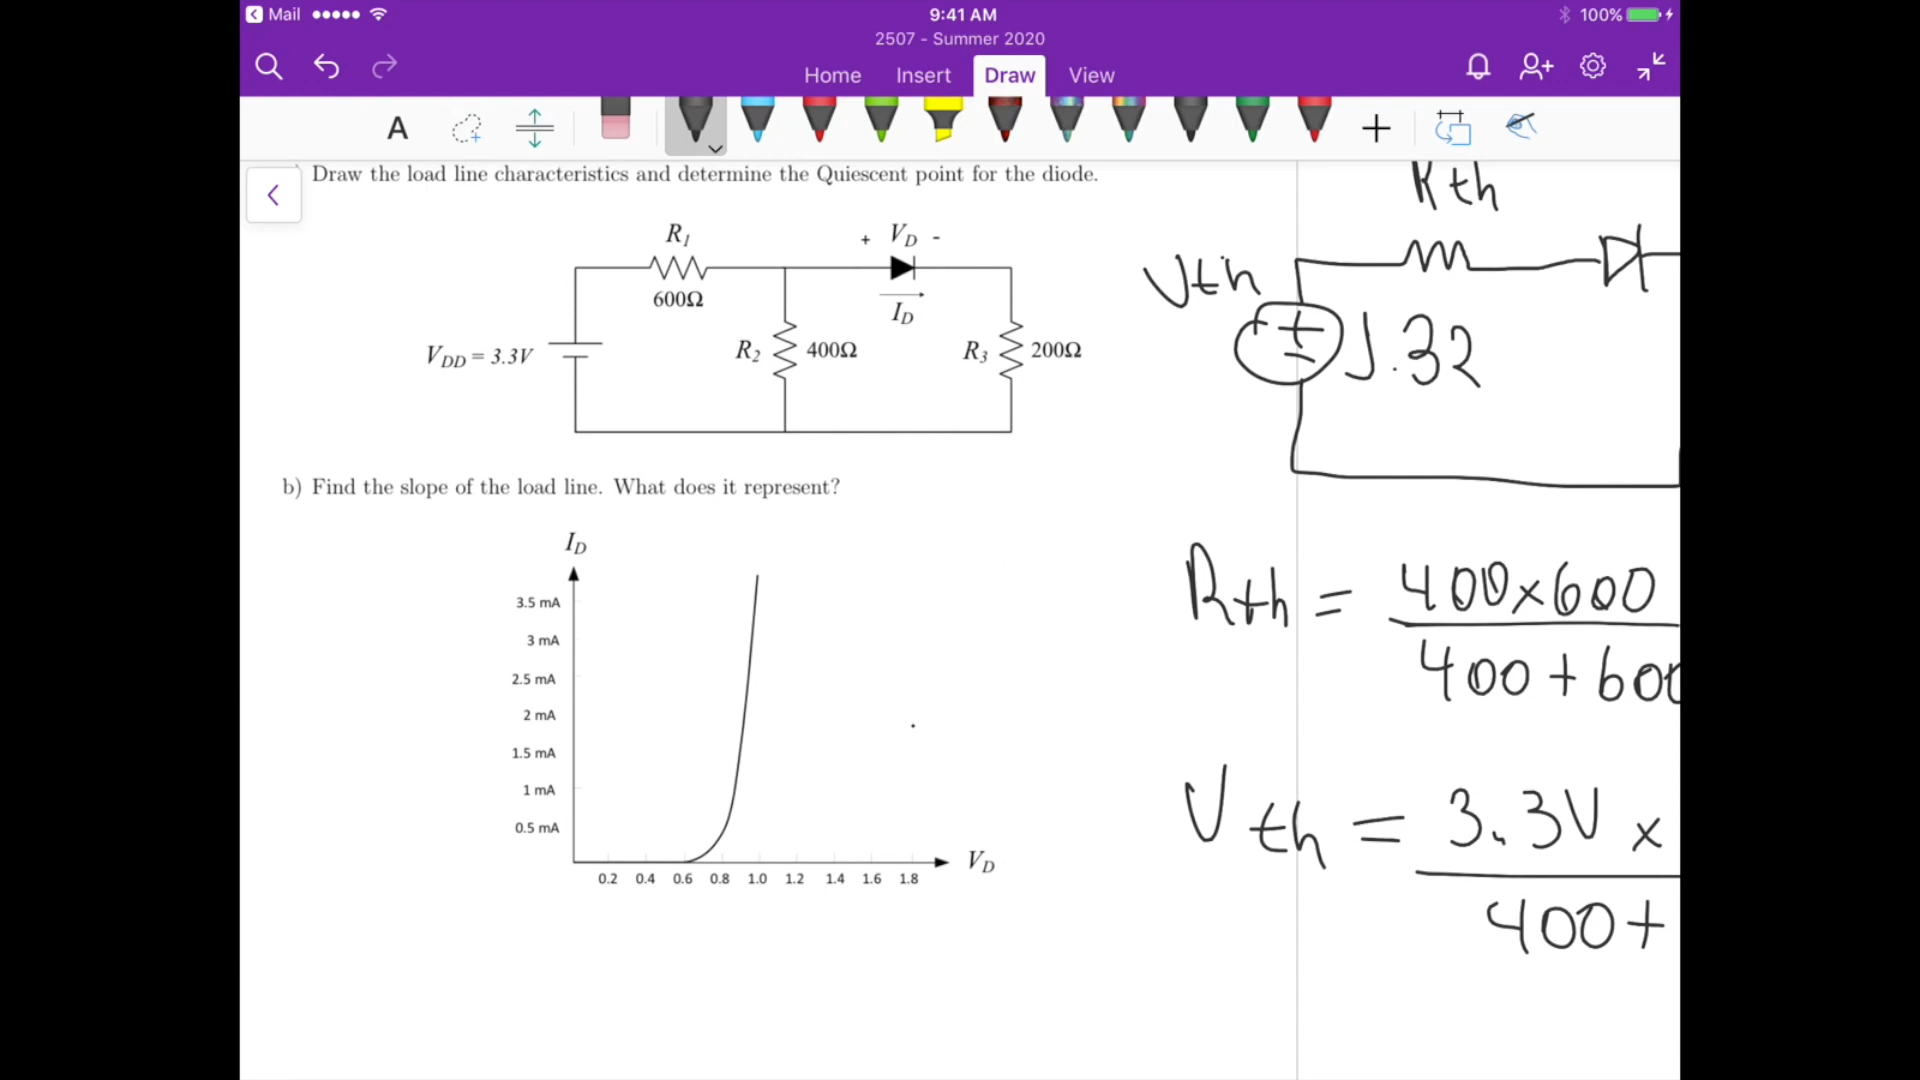 Mail
9:41 AM
100%
2507 - Summer 2020
Home Insert Draw View
A
Draw the load line characteristics and determine the Quiescent point for the diode.
R1
600Ω
+ VD -
ID
VDD = 3.3V
R2 400Ω
R3 200Ω
Rth
Vth
+ 1.32
b) Find the slope of the load line. What does it represent?
ID
3.5 mA
3 mA
2.5 mA
2 mA
1.5 mA
1 mA
0.5 mA
0.2 0.4 0.6 0.8 1.0 1.2 1.4 1.6 1.8
VD
Rth = 400x600
400+600
Vth = 3.3V x
400+